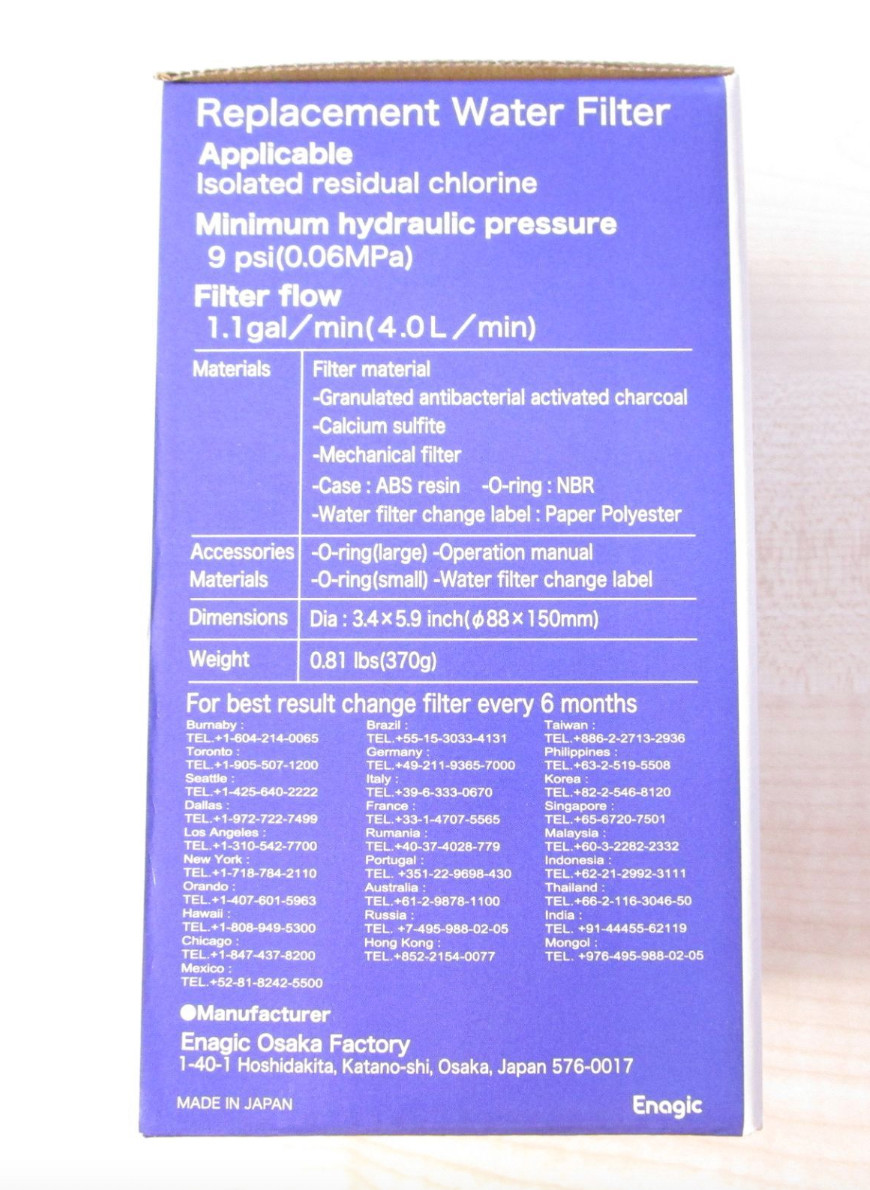 Replacement Water Filter
Applicable
Isolated residual chlorine
Minimum hydraulic pressure
9 psi(0.06MPa)
Filter flow
1.1gal／min(4.0L／min)
Materials
Filter material
-Granulated antibacterial activated charcoal
-Calcium sulfite
-Mechanical filter
-Case : ABS resin -O-ring : NBR
-Water filter change label : Paper Polyester
Accessories
Materials
-O-ring(large) -Operation manual
-O-ring(small) -Water filter change label
Dimensions
Dia : 3.4×5.9 inch(φ88×150mm)
Weight
0.81 lbs(370g)
For best result change filter every 6 months
Burnaby :
TEL.+1-604-214-0065
Toronto :
TEL.+1-905-507-1200
Seattle :
TEL.+1-425-640-2222
Dallas :
TEL.+1-972-722-7499
Los Angeles :
TEL.+1-310-542-7700
New York :
TEL.+1-718-784-2110
Orando :
TEL.+1-407-601-5963
Hawaii :
TEL.+1-808-949-5300
Chicago :
TEL.+1-847-437-8200
Mexico :
TEL.+52-81-8242-5500
Brazil :
TEL.+55-15-3033-4131
Germany :
TEL.+49-211-9365-7000
Italy :
TEL.+39-6-333-0670
France :
TEL.+33-1-4707-5565
Rumania :
TEL.+40-37-4028-779
Portugal :
TEL. +351-22-9698-430
Australia :
TEL.+61-2-9878-1100
Russia :
TEL. +7-495-988-02-05
Hong Kong :
TEL.+852-2154-0077
Taiwan :
TEL.+886-2-2713-2936
Philippines :
TEL.+63-2-519-5508
Korea :
TEL.+82-2-546-8120
Singapore :
TEL.+65-6720-7501
Malaysia :
TEL.+60-3-2282-2332
Indonesia :
TEL.+62-21-2992-3111
Thailand :
TEL.+66-2-116-3046-50
India :
TEL. +91-44455-62119
Mongol :
TEL. +976-495-988-02-05
●Manufacturer
Enagic Osaka Factory
1-40-1 Hoshidakita, Katano-shi, Osaka, Japan 576-0017
MADE IN JAPAN
Enagic